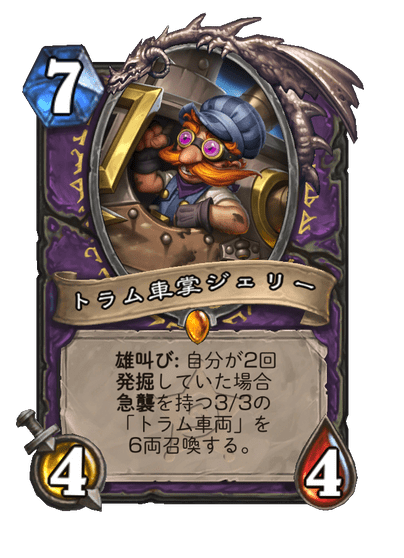 7
トラム車掌ジェリー
雄叫び: 自分が2回
発掘していた場合
急襲を持つ3/3の
「トラム車両」を
6両召喚する。
4
4